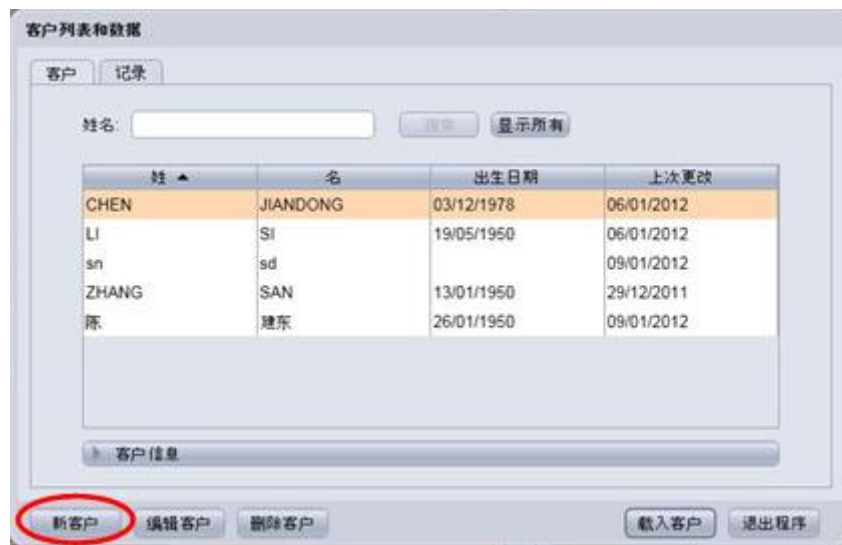 客户列表和数据
客户 记录
姓名: 搜索 显示所有
姓 名 出生日期 上次更改
CHEN JIANDONG 03/12/1978 06/01/2012
LI SI 19/05/1950 06/01/2012
sn sd 09/01/2012
ZHANG SAN 13/01/1950 29/12/2011
陈 建东 26/01/1950 09/01/2012
客户信息
新客户 编辑客户 删除客户 载入客户 退出程序